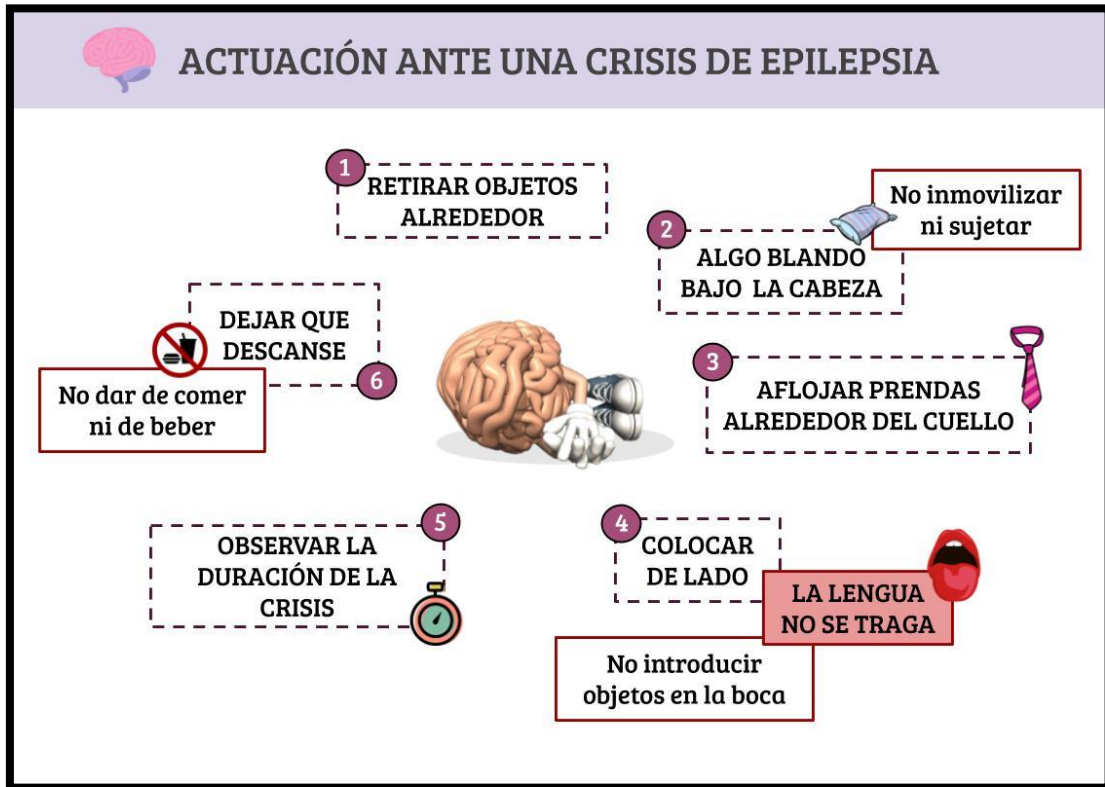 ACTUACIÓN ANTE UNA CRISIS DE EPILEPSIA
1
RETIRAR OBJETOS
ALREDEDOR
2
ALGO BLANDO
BAJO LA CABEZA
No inmovilizar
ni sujetar
3
AFLOJAR PRENDAS
ALREDEDOR DEL CUELLO
4
COLOCAR
DE LADO
LA LENGUA
NO SE TRAGA
No introducir
objetos en la boca
5
OBSERVAR LA
DURACIÓN DE LA
CRISIS
6
DEJAR QUE
DESCANSE
No dar de comer
ni de beber